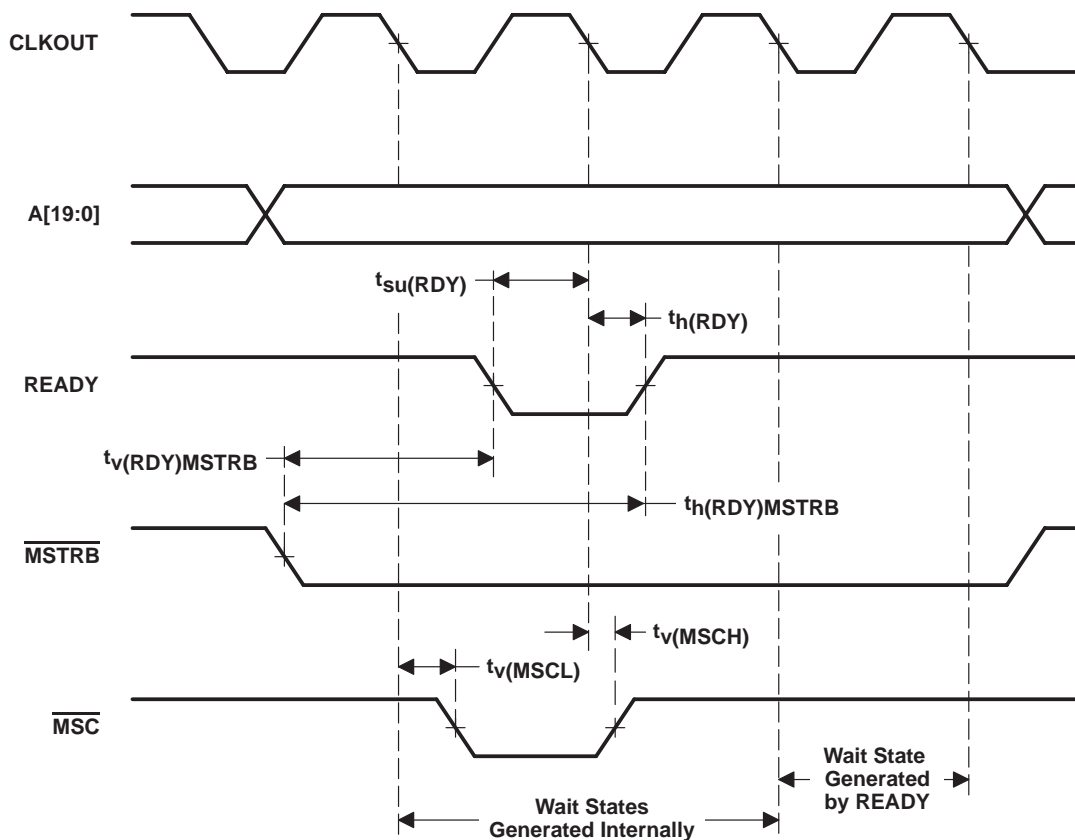 CLKOUT
A[19:0]
tsu(RDY)
th(RDY)
READY
tv(RDY)MSTRB
th(RDY)MSTRB
MSTRB
tv(MSCH)
tv(MSCL)
MSC
Wait State
Generated
by READY
Wait States
Generated Internally